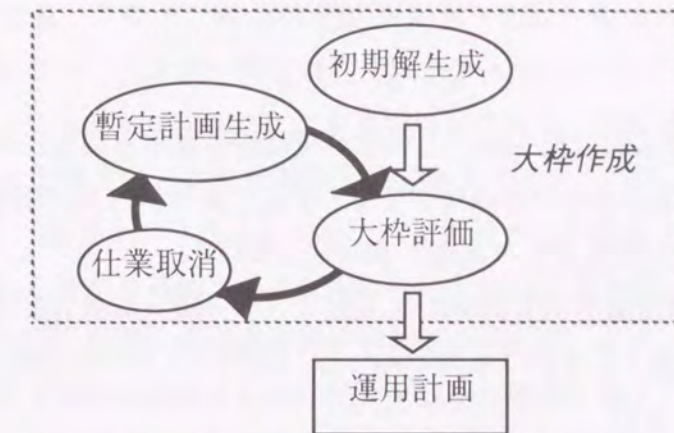 初期解生成
暫定計画生成
大枠作成
大枠評価
仕業取消
運用計画